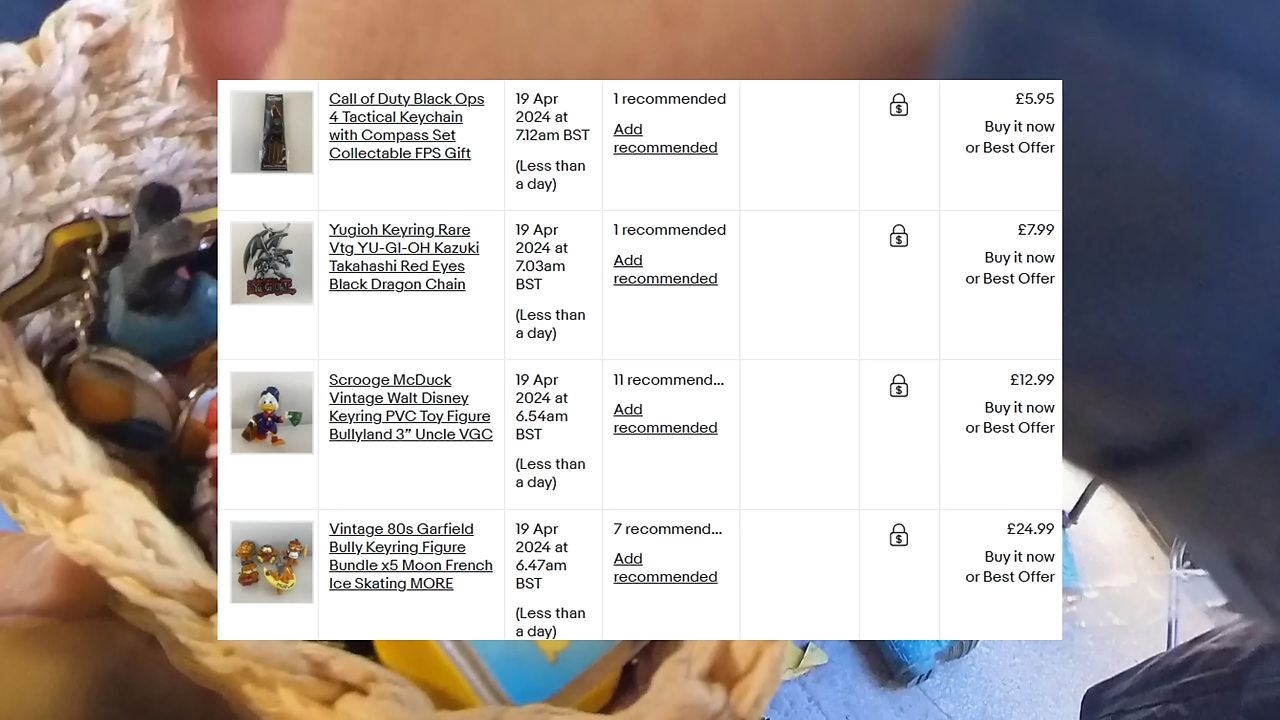 Call of Duty Black Ops
4 Tactical Keychain
with Compass Set
Collectable FPS Gift
19 Apr
2024 at
7.12am BST
(Less than
a day)
1 recommended
Add
recommended
£5.95
Buy it now
or Best Offer
Yugioh Keyring Rare
Vtg YU-GI-OH Kazuki
Takahashi Red Eyes
Black Dragon Chain
19 Apr
2024 at
7.03am
BST
(Less than
a day)
1 recommended
Add
recommended
£7.99
Buy it now
or Best Offer
Scrooge McDuck
Vintage Walt Disney
Keyring PVC Toy Figure
Bullyland 3” Uncle VGC
19 Apr
2024 at
6.54am
BST
(Less than
a day)
11 recommend...
Add
recommended
£12.99
Buy it now
or Best Offer
Vintage 80s Garfield
Bully Keyring Figure
Bundle x5 Moon French
Ice Skating MORE
19 Apr
2024 at
6.47am
BST
(Less than
a day)
7 recommend...
Add
recommended
£24.99
Buy it now
or Best Offer